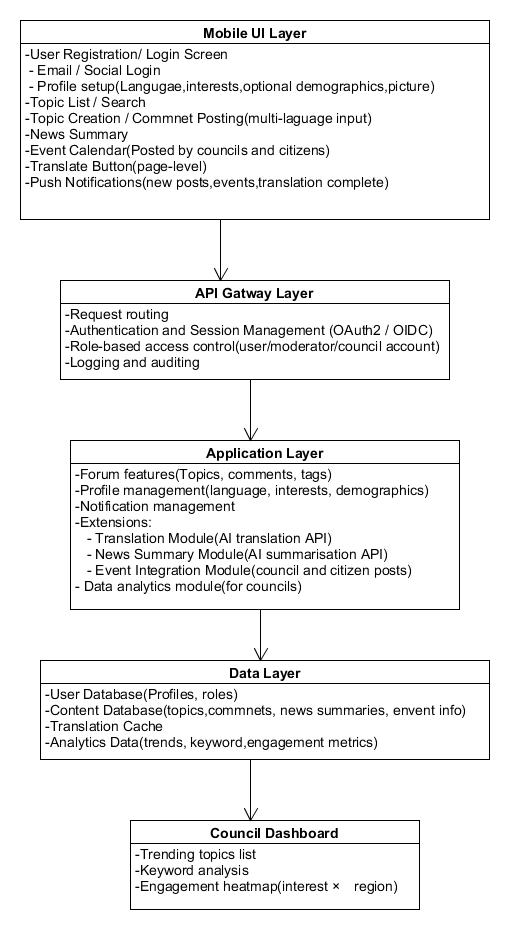 Mobile UI Layer
-User Registration/ Login Screen
- Email / Social Login
- Profile setup(Langugae,interests,optional demographics,picture)
-Topic List / Search
-Topic Creation / Commnet Posting(multi-laguage input)
-News Summary
-Event Calendar(Posted by councils and citizens)
-Translate Button(page-level)
-Push Notifications(new posts,events,translation complete)
API Gatway Layer
-Request routing
-Authentication and Session Management (OAuth2 / OIDC)
-Role-based access control(user/moderator/council account)
-Logging and auditing
Application Layer
-Forum features(Topics, comments, tags)
-Profile management(language, interests, demographics)
-Notification management
-Extensions:
- Translation Module(AI translation API)
- News Summary Module(AI summarisation API)
- Event Integration Module(council and citizen posts)
- Data analytics module(for councils)
Data Layer
-User Database(Profiles, roles)
-Content Database(topics,commnets, news summaries, envent info)
-Translation Cache
-Analytics Data(trends, keyword,engagement metrics)
Council Dashboard
-Trending topics list
-Keyword analysis
-Engagement heatmap(interest × region)